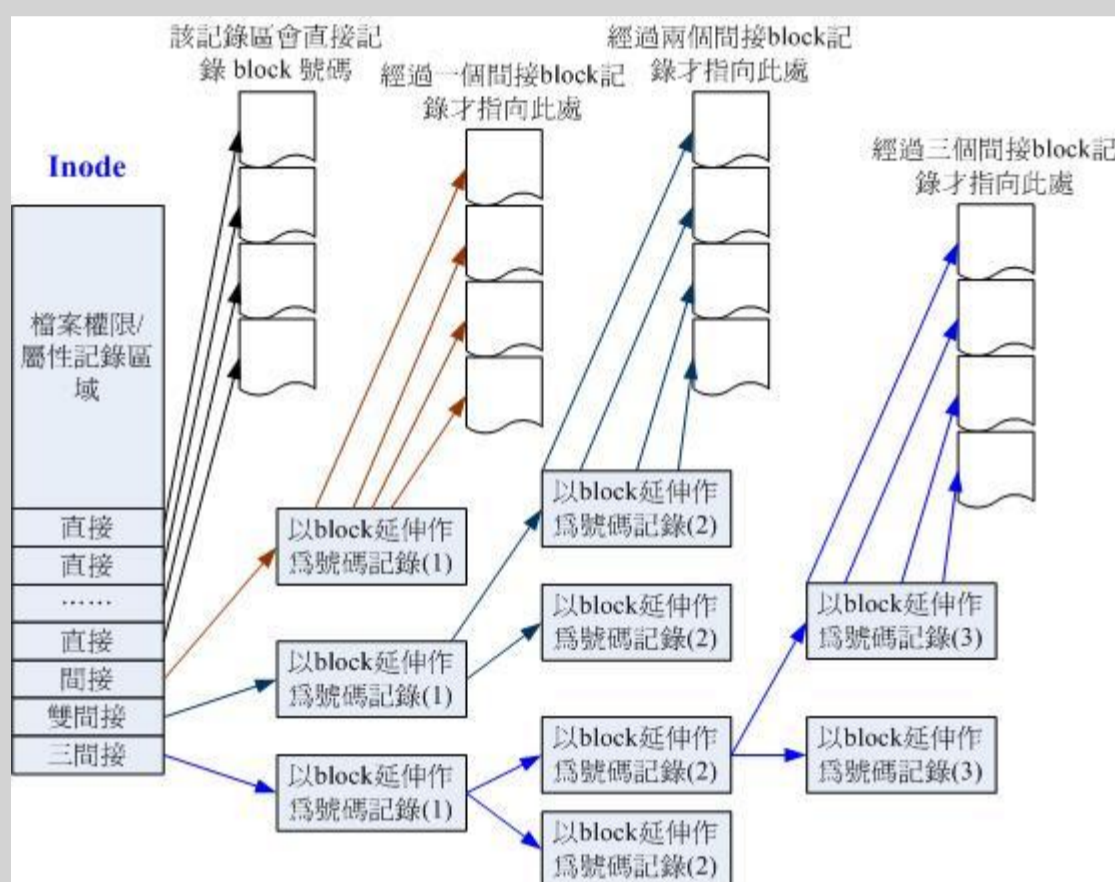 該記錄區會直接記
錄 block 號碼
經過一個間接block記
錄才指向此處
經過兩個間接block記
錄才指向此處
經過三個間接block記
錄才指向此處
Inode
檔案權限/
屬性記錄區
域
直接
直接
……
直接
間接
雙間接
三間接
以block延伸作
為號碼記錄(1)
以block延伸作
為號碼記錄(1)
以block延伸作
為號碼記錄(1)
以block延伸作
為號碼記錄(2)
以block延伸作
為號碼記錄(2)
以block延伸作
為號碼記錄(2)
以block延伸作
為號碼記錄(2)
以block延伸作
為號碼記錄(3)
以block延伸作
為號碼記錄(3)